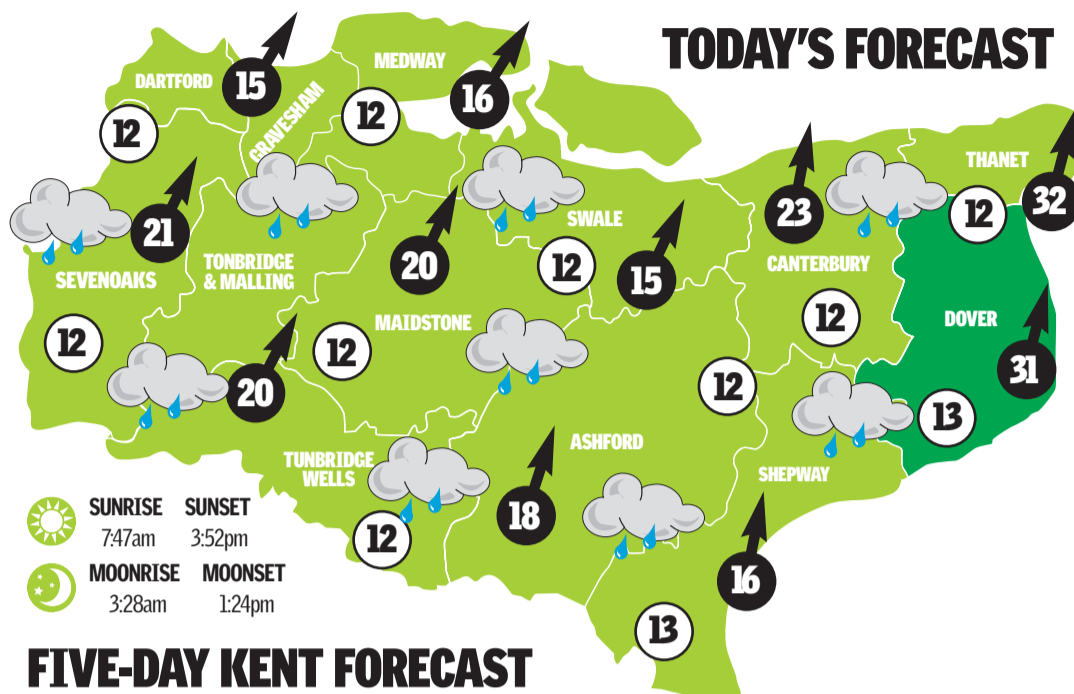 TODAY'S FORECAST
MEDWAY
DARTFORD
15
16
GRAVESHAM
12
12
THANET
32
23
12
21
SWALE
20
12
15
CANTERBURY
SEVENOAKS
TONBRIDGE
& MALLING
MAIDSTONE
12
DOVER
12
12
31
20
12
13
ASHFORD
TUNBRIDGE
WELLS
SHEPWAY
18
12
16
13
SUNRISE SUNSET
7:47am 3:52pm
MOONRISE MOONSET
3:28am 1:24pm
FIVE-DAY KENT FORECAST